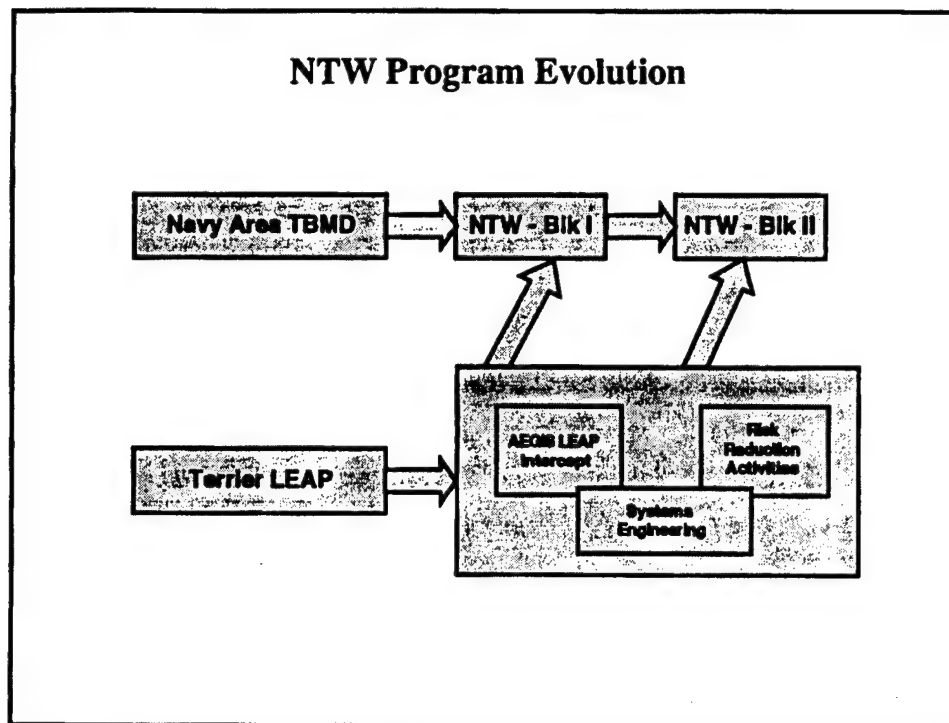 NTW Program Evolution
Navy Area TBMD
NTW - Blk I
NTW - Blk II
AEGIS LEAP
Intercept
Risk
Reduction
Activities
Terrier LEAP
Systems
Engineering